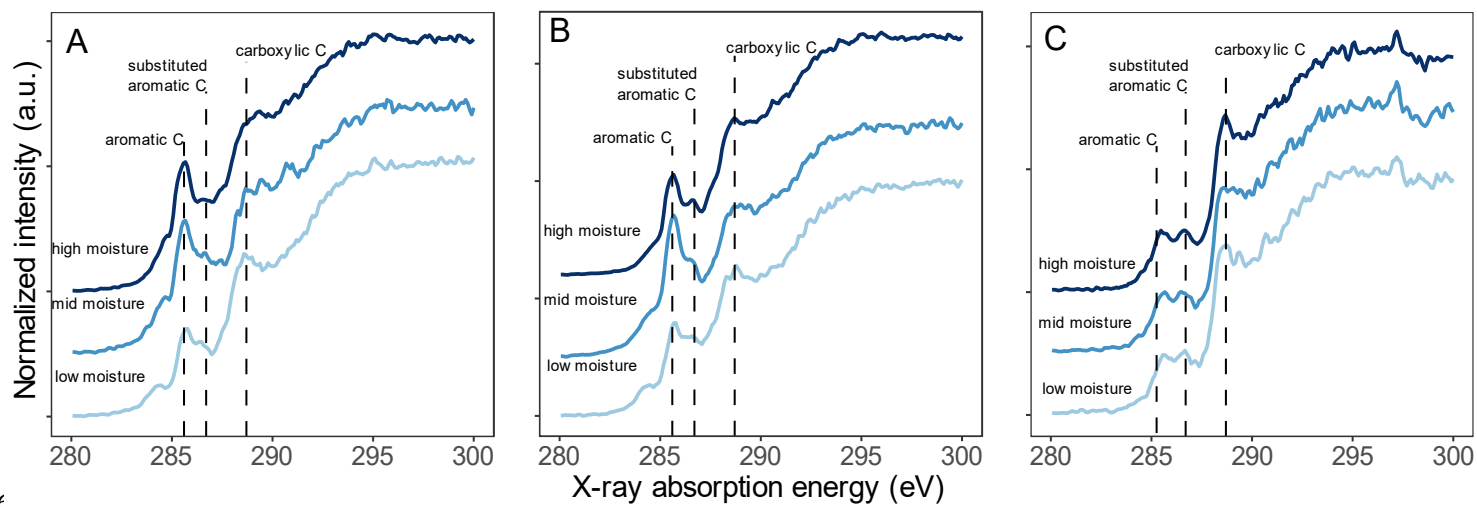 Normalized intensity (a.u.)
A
carboxylic C
substituted
aromatic C
aromatic C
high moisture
mid moisture
low moisture
280
285
290
295
300
B
carboxylic C
substituted
aromatic C
aromatic C
high moisture
mid moisture
low moisture
280
285
290
295
300
C
carboxylic C
substituted
aromatic C
aromatic C
high moisture
mid moisture
low moisture
280
285
290
295
300
X-ray absorption energy (eV)